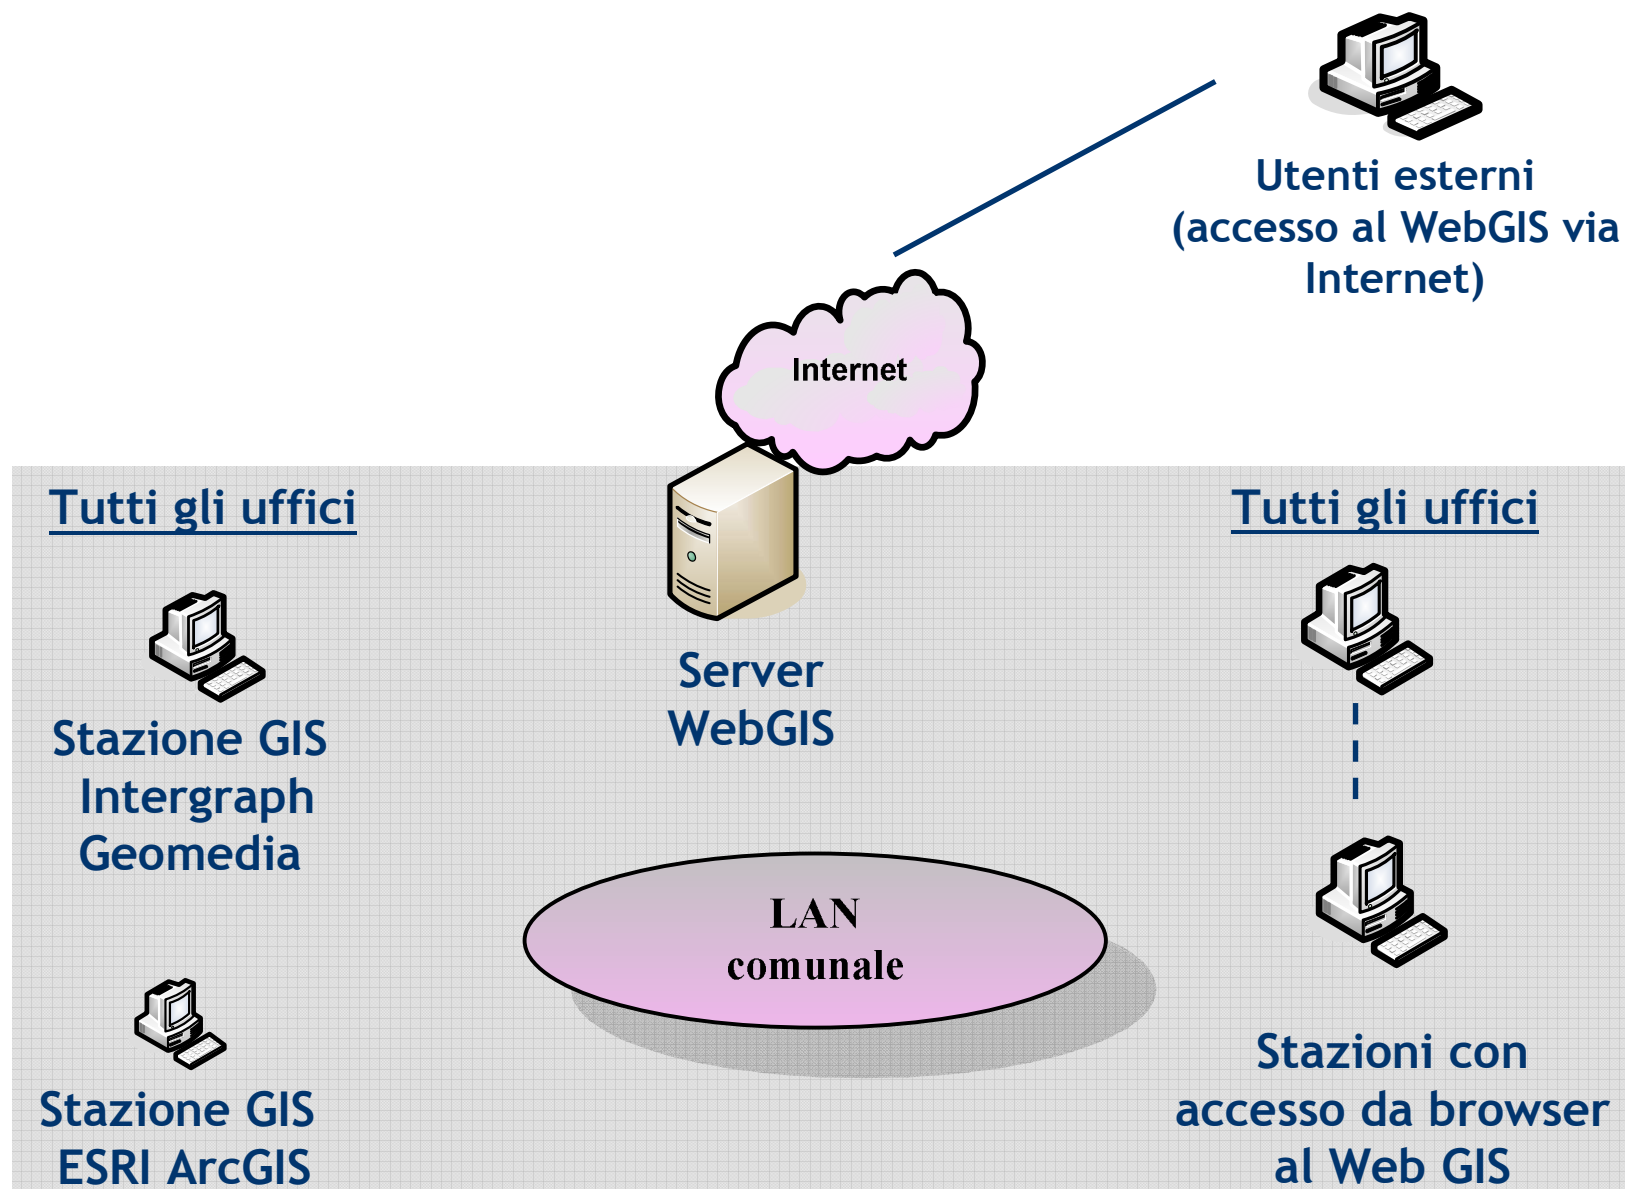 Utenti esterni
(accesso al WebGIS via
Internet)
Internet
Tutti gli uffici
Tutti gli uffici
Server
WebGIS
Stazione GIS
Intergraph
Geomedia
LAN
comunale
Stazione GIS
ESRI ArcGIS
Stazioni con
accesso da browser
al Web GIS